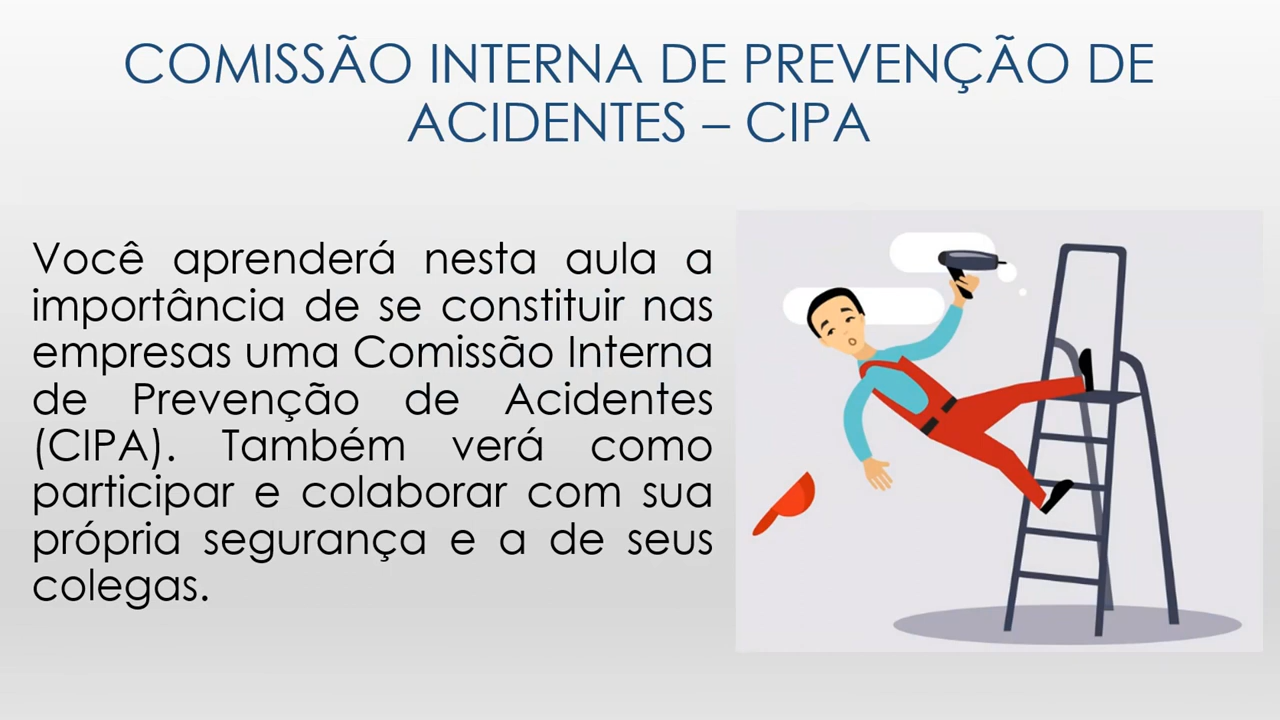 COMISSÃO INTERNA DE PREVENÇÃO DE
ACIDENTES – CIPA
Você aprenderá nesta aula a
importância de se constituir nas
empresas uma Comissão Interna
de Prevenção de Acidentes
(CIPA). Também verá como
participar e colaborar com sua
própria segurança e a de seus
colegas.